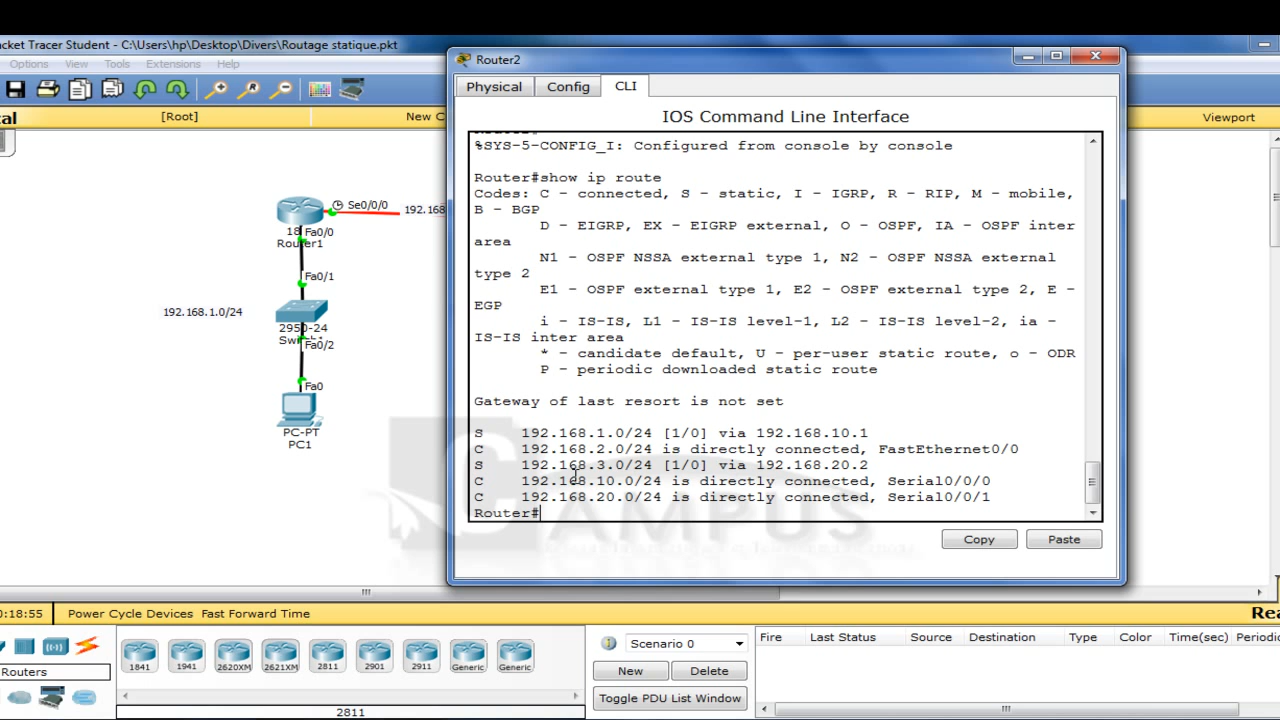 acket Tracer Student - C:\Users\hp\Desktop\Divers\Routage statique.pkt
Options View Tools Extensions Help
al [Root] New C Viewport
Router2
Physical Config CLI
IOS Command Line Interface
%SYS-5-CONFIG_I: Configured from console by console
Router#show ip route
Codes: C - connected, S - static, I - IGRP, R - RIP, M - mobile,
B - BGP
D - EIGRP, EX - EIGRP external, O - OSPF, IA - OSPF inter
area
N1 - OSPF NSSA external type 1, N2 - OSPF NSSA external
type 2
E1 - OSPF external type 1, E2 - OSPF external type 2, E -
EGP
i - IS-IS, L1 - IS-IS level-1, L2 - IS-IS level-2, ia -
IS-IS inter area
* - candidate default, U - per-user static route, o - ODR
P - periodic downloaded static route
Gateway of last resort is not set
S 192.168.1.0/24 [1/0] via 192.168.10.1
C 192.168.2.0/24 is directly connected, FastEthernet0/0
S 192.168.3.0/24 [1/0] via 192.168.20.2
C 192.168.10.0/24 is directly connected, Serial0/0/0
C 192.168.20.0/24 is directly connected, Serial0/0/1
Router#
Copy Paste
Se0/0/0 192.168
18 Fa0/0
Router1
Fa0/1
192.168.1.0/24
2950-24
Fa0/2
Fa0
PC-PT
PC1
CAMPUS
0:18:55 Power Cycle Devices Fast Forward Time Rea
Routers
1841 1941 2620XM 2621XM 2811 2901 2911 Generic Generic
2811
Scenario 0
New Delete
Toggle PDU List Window
Fire Last Status Source Destination Type Color Time(sec) Periodic